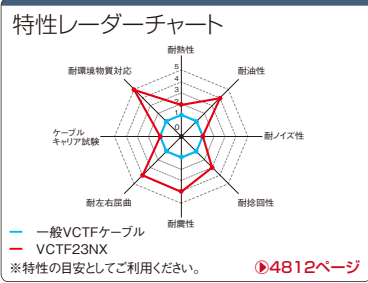 特性レーダーチャート
耐熱性
耐環境物質対応
耐油性
5
4
3
2
1
0
ケーブル
キャリア試験
耐ノイズ性
耐左右屈曲
耐捻回性
耐震性
一般VCTFケーブル
VCTF23NX
※特性の目安としてご利用ください。
4812ページ